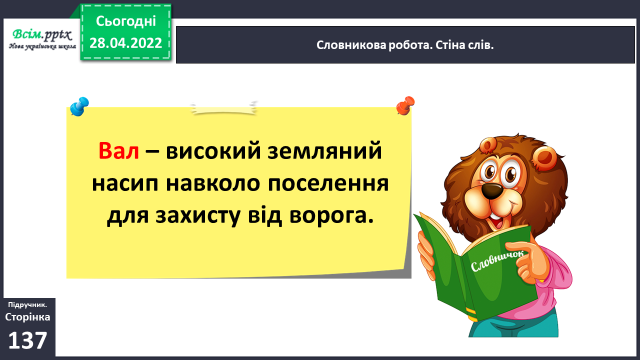 Всім.pptx
Нова українська школа
Сьогодні
28.04.2022
Словникова робота. Стіна слів.
Вал – високий земляний
насип навколо поселення
для захисту від ворога.
Словничок
Підручник.
Сторінка
137